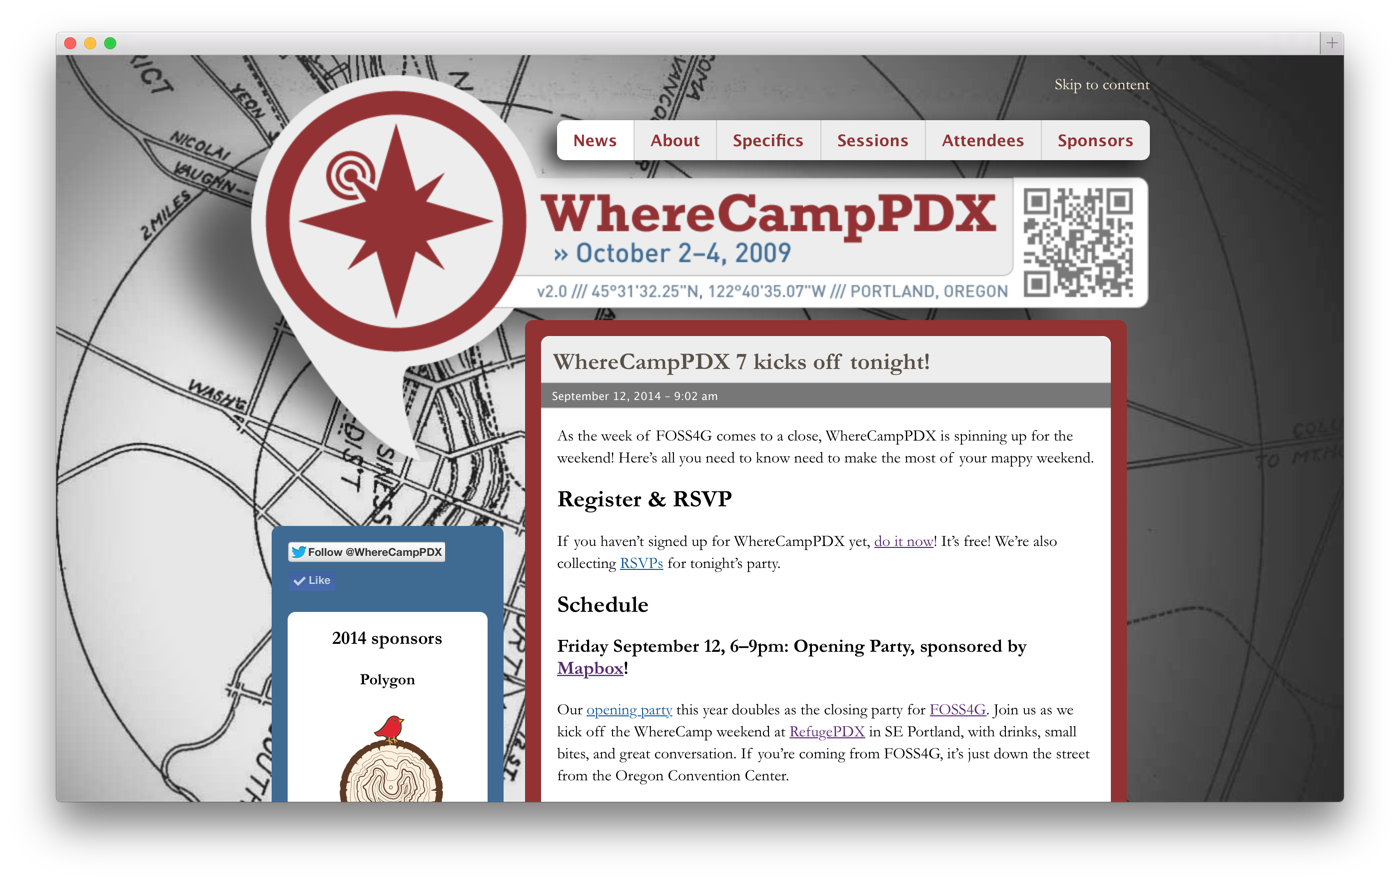 Skip to content
News
About
Specifics
Sessions
Attendees
Sponsors
WhereCampPDX
» October 2–4, 2009
v2.0 /// 45°31'32.25"N, 122°40'35.07"W /// PORTLAND, OREGON
NICOLAI
YEON
VAUGHN
2 MILES
WASH'G
WhereCampPDX 7 kicks off tonight!
September 12, 2014 – 9:02 am
As the week of FOSS4G comes to a close, WhereCampPDX is spinning up for the
weekend! Here's all you need to know need to make the most of your mappy weekend.
Register & RSVP
If you haven't signed up for WhereCampPDX yet, do it now! It's free! We're also
collecting RSVPs for tonight's party.
Schedule
Friday September 12, 6–9pm: Opening Party, sponsored by
Mapbox!
Our opening party this year doubles as the closing party for FOSS4G. Join us as we
kick off the WhereCamp weekend at RefugePDX in SE Portland, with drinks, small
bites, and great conversation. If you're coming from FOSS4G, it's just down the street
from the Oregon Convention Center.
Follow @WhereCampPDX
Like
2014 sponsors
Polygon